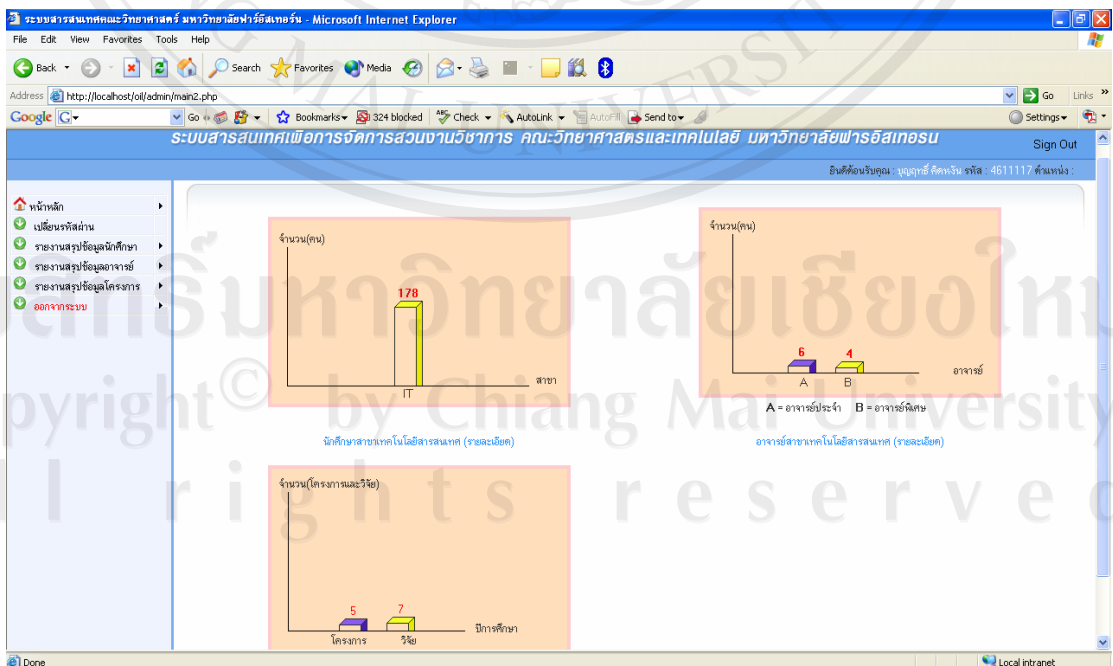 ระบบสารสนเทศคณะวิทยาศาสตร์ มหาวิทยาลัยฟาร์อีสเทอร์น - Microsoft Internet Explorer
File Edit View Favorites Tools Help
Back Search Favorites Media
Address http://localhost/oil/admin/main2.php Go Links »
Google G Go Bookmarks 324 blocked Check AutoLink AutoFill Send to Settings
ระบบสารสนเทศเพื่อการจัดการส่วนงานวิชาการ คณะวิทยาศาสตร์และเทคโนโลยี มหาวิทยาลัยฟาร์อีสเทอร์น
Sign Out
ยินดีต้อนรับคุณ : บุญฤทธิ์ คิดหงัน รหัส : 4611117 ตำแหน่ง :
หน้าหลัก
เปลี่ยนรหัสผ่าน
รายงานสรุปข้อมูลนักศึกษา
รายงานสรุปข้อมูลอาจารย์
รายงานสรุปข้อมูลโครงการ
ออกจากระบบ
จำนวน(คน)
178
IT
สาขา
นักศึกษาสาขาเทคโนโลยีสารสนเทศ (รายละเอียด)
จำนวน(คน)
6 4
A B
อาจารย์
A = อาจารย์ประจำ B = อาจารย์พิเศษ
อาจารย์สาขาเทคโนโลยีสารสนเทศ (รายละเอียด)
จำนวน(โครงการและวิจัย)
5 7
โครงการ วิจัย
ปีการศึกษา
ลิขสิทธิ์มหาวิทยาลัยเชียงใหม่
opyright © by Chiang Mai University
l rights reserved
G MAI UNIVERSIT
Done
Local intranet